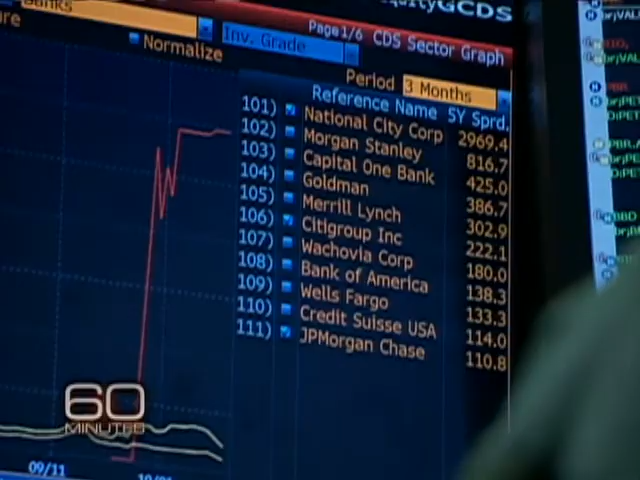 quityGCDS
Banks
re
Inv. Grade
Page1/6 CDS Sector Graph
Normalize
Period 3 Months
Reference Name 5Y Sprd.
101) National City Corp 2969.4
102) Morgan Stanley 816.7
103) Capital One Bank 425.0
104) Goldman 386.7
105) Merrill Lynch 302.9
106) Citigroup Inc 222.1
107) Wachovia Corp 180.0
108) Bank of America 138.3
109) Wells Fargo 133.3
110) Credit Suisse USA 114.0
111) JPMorgan Chase 110.8
60
MINUTES
09/11